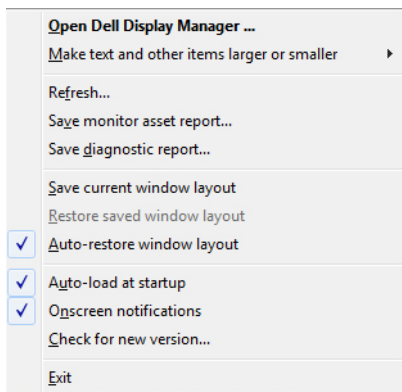 Open Dell Display Manager ...
Make text and other items larger or smaller
Refresh...
Save monitor asset report...
Save diagnostic report...
Save current window layout
Restore saved window layout
Auto-restore window layout
Auto-load at startup
Onscreen notifications
Check for new version...
Exit